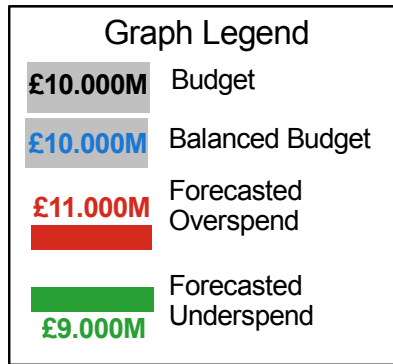 Graph Legend
£10.000M Budget
£10.000M Balanced Budget
£11.000M Forecasted
Overspend
Forecasted
£9.000M Underspend